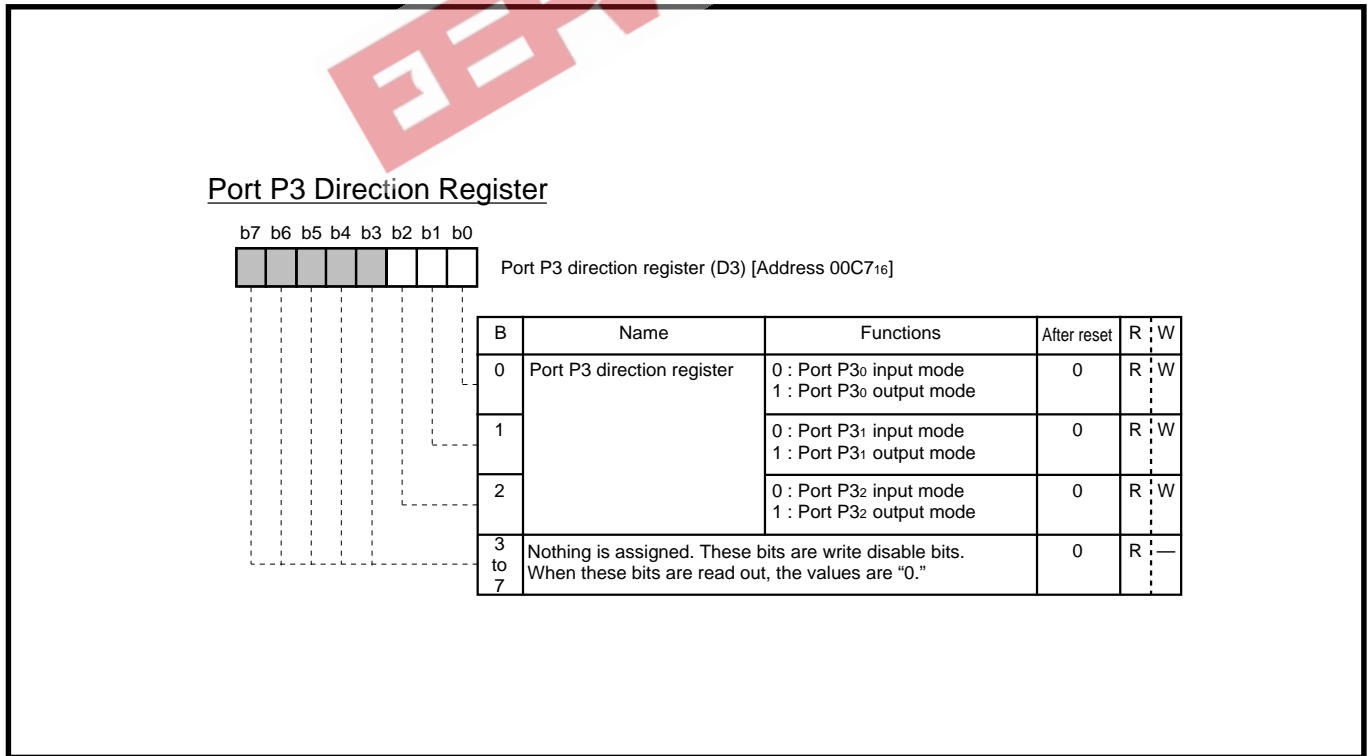 Port P3 Direction Register
b7 b6 b5 b4 b3 b2 b1 b0
Port P3 direction register (D3) [Address 00C716]
B Name Functions After reset R W
0 Port P3 direction register 0 : Port P30 input mode 0 R W
1 : Port P30 output mode
1 0 : Port P31 input mode 0 R W
1 : Port P31 output mode
2 0 : Port P32 input mode 0 R W
1 : Port P32 output mode
3 to 7 Nothing is assigned. These bits are write disable bits. 0 R —
When these bits are read out, the values are “0.”